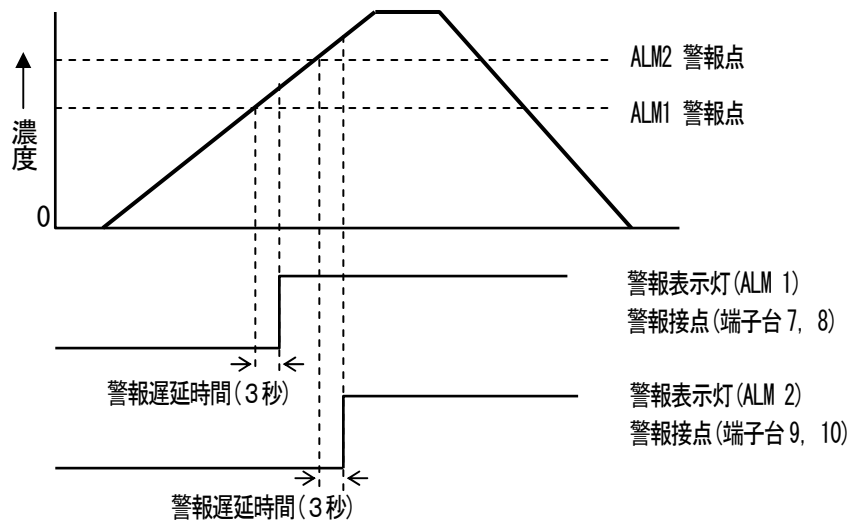 ALM2 警報点
ALM1 警報点
濃度
0
警報表示灯(ALM 1)
警報接点(端子台7, 8)
警報遅延時間(3秒)
警報表示灯(ALM 2)
警報接点(端子台9, 10)
警報遅延時間(3秒)